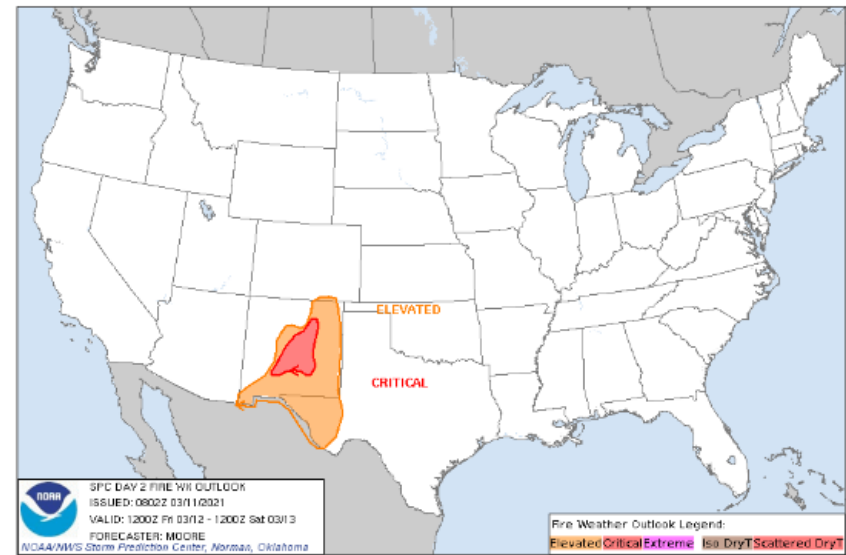 ELEVATED
CRITICAL
NOAA
SPC DAY 2 FIRE WX OUTLOOK
ISSUED: 0802Z 03/11/2021
VALID: 1200Z Fri 03/12 - 1200Z Sat 03/13
FORECASTER: MOORE
NOAA/NWS Storm Prediction Center, Norman, Oklahoma
Fire Weather Outlook Legend:
Elevated Critical Extreme Iso DryT Scattered DryT